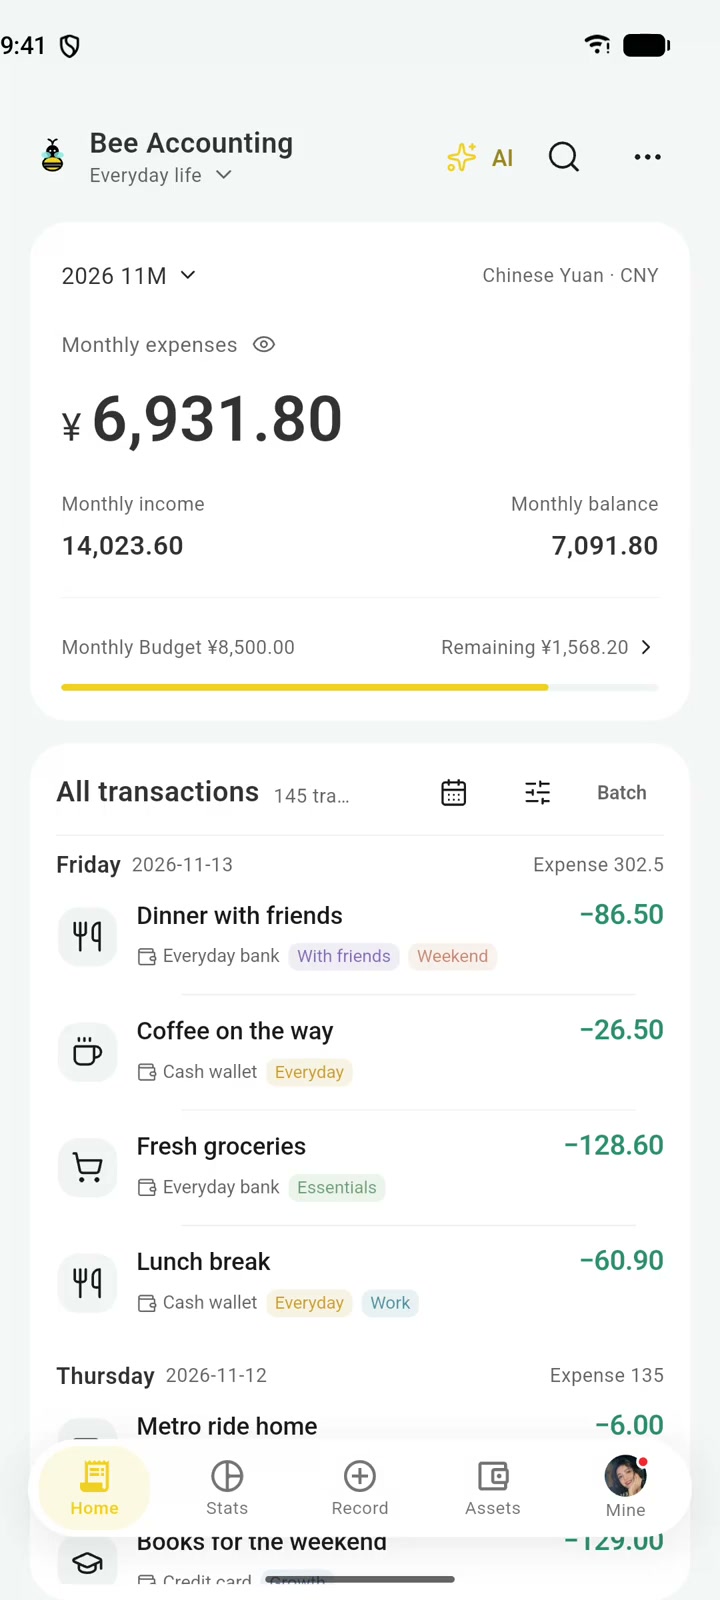 9:41
Bee Accounting
Everyday life
AI
2026 11M
Chinese Yuan · CNY
Monthly expenses
¥ 6,931.80
Monthly income
Monthly balance
14,023.60
7,091.80
Monthly Budget ¥8,500.00
Remaining ¥1,568.20
All transactions
145 tra...
Batch
Friday 2026-11-13
Expense 302.5
Dinner with friends
−86.50
Everyday bank With friends Weekend
Coffee on the way
−26.50
Cash wallet Everyday
Fresh groceries
−128.60
Everyday bank Essentials
Lunch break
−60.90
Cash wallet Everyday Work
Thursday 2026-11-12
Expense 135
Metro ride home
−6.00
Home
Stats
Record
Assets
Mine
Books for the weekend
−129.00
Credit card Growth